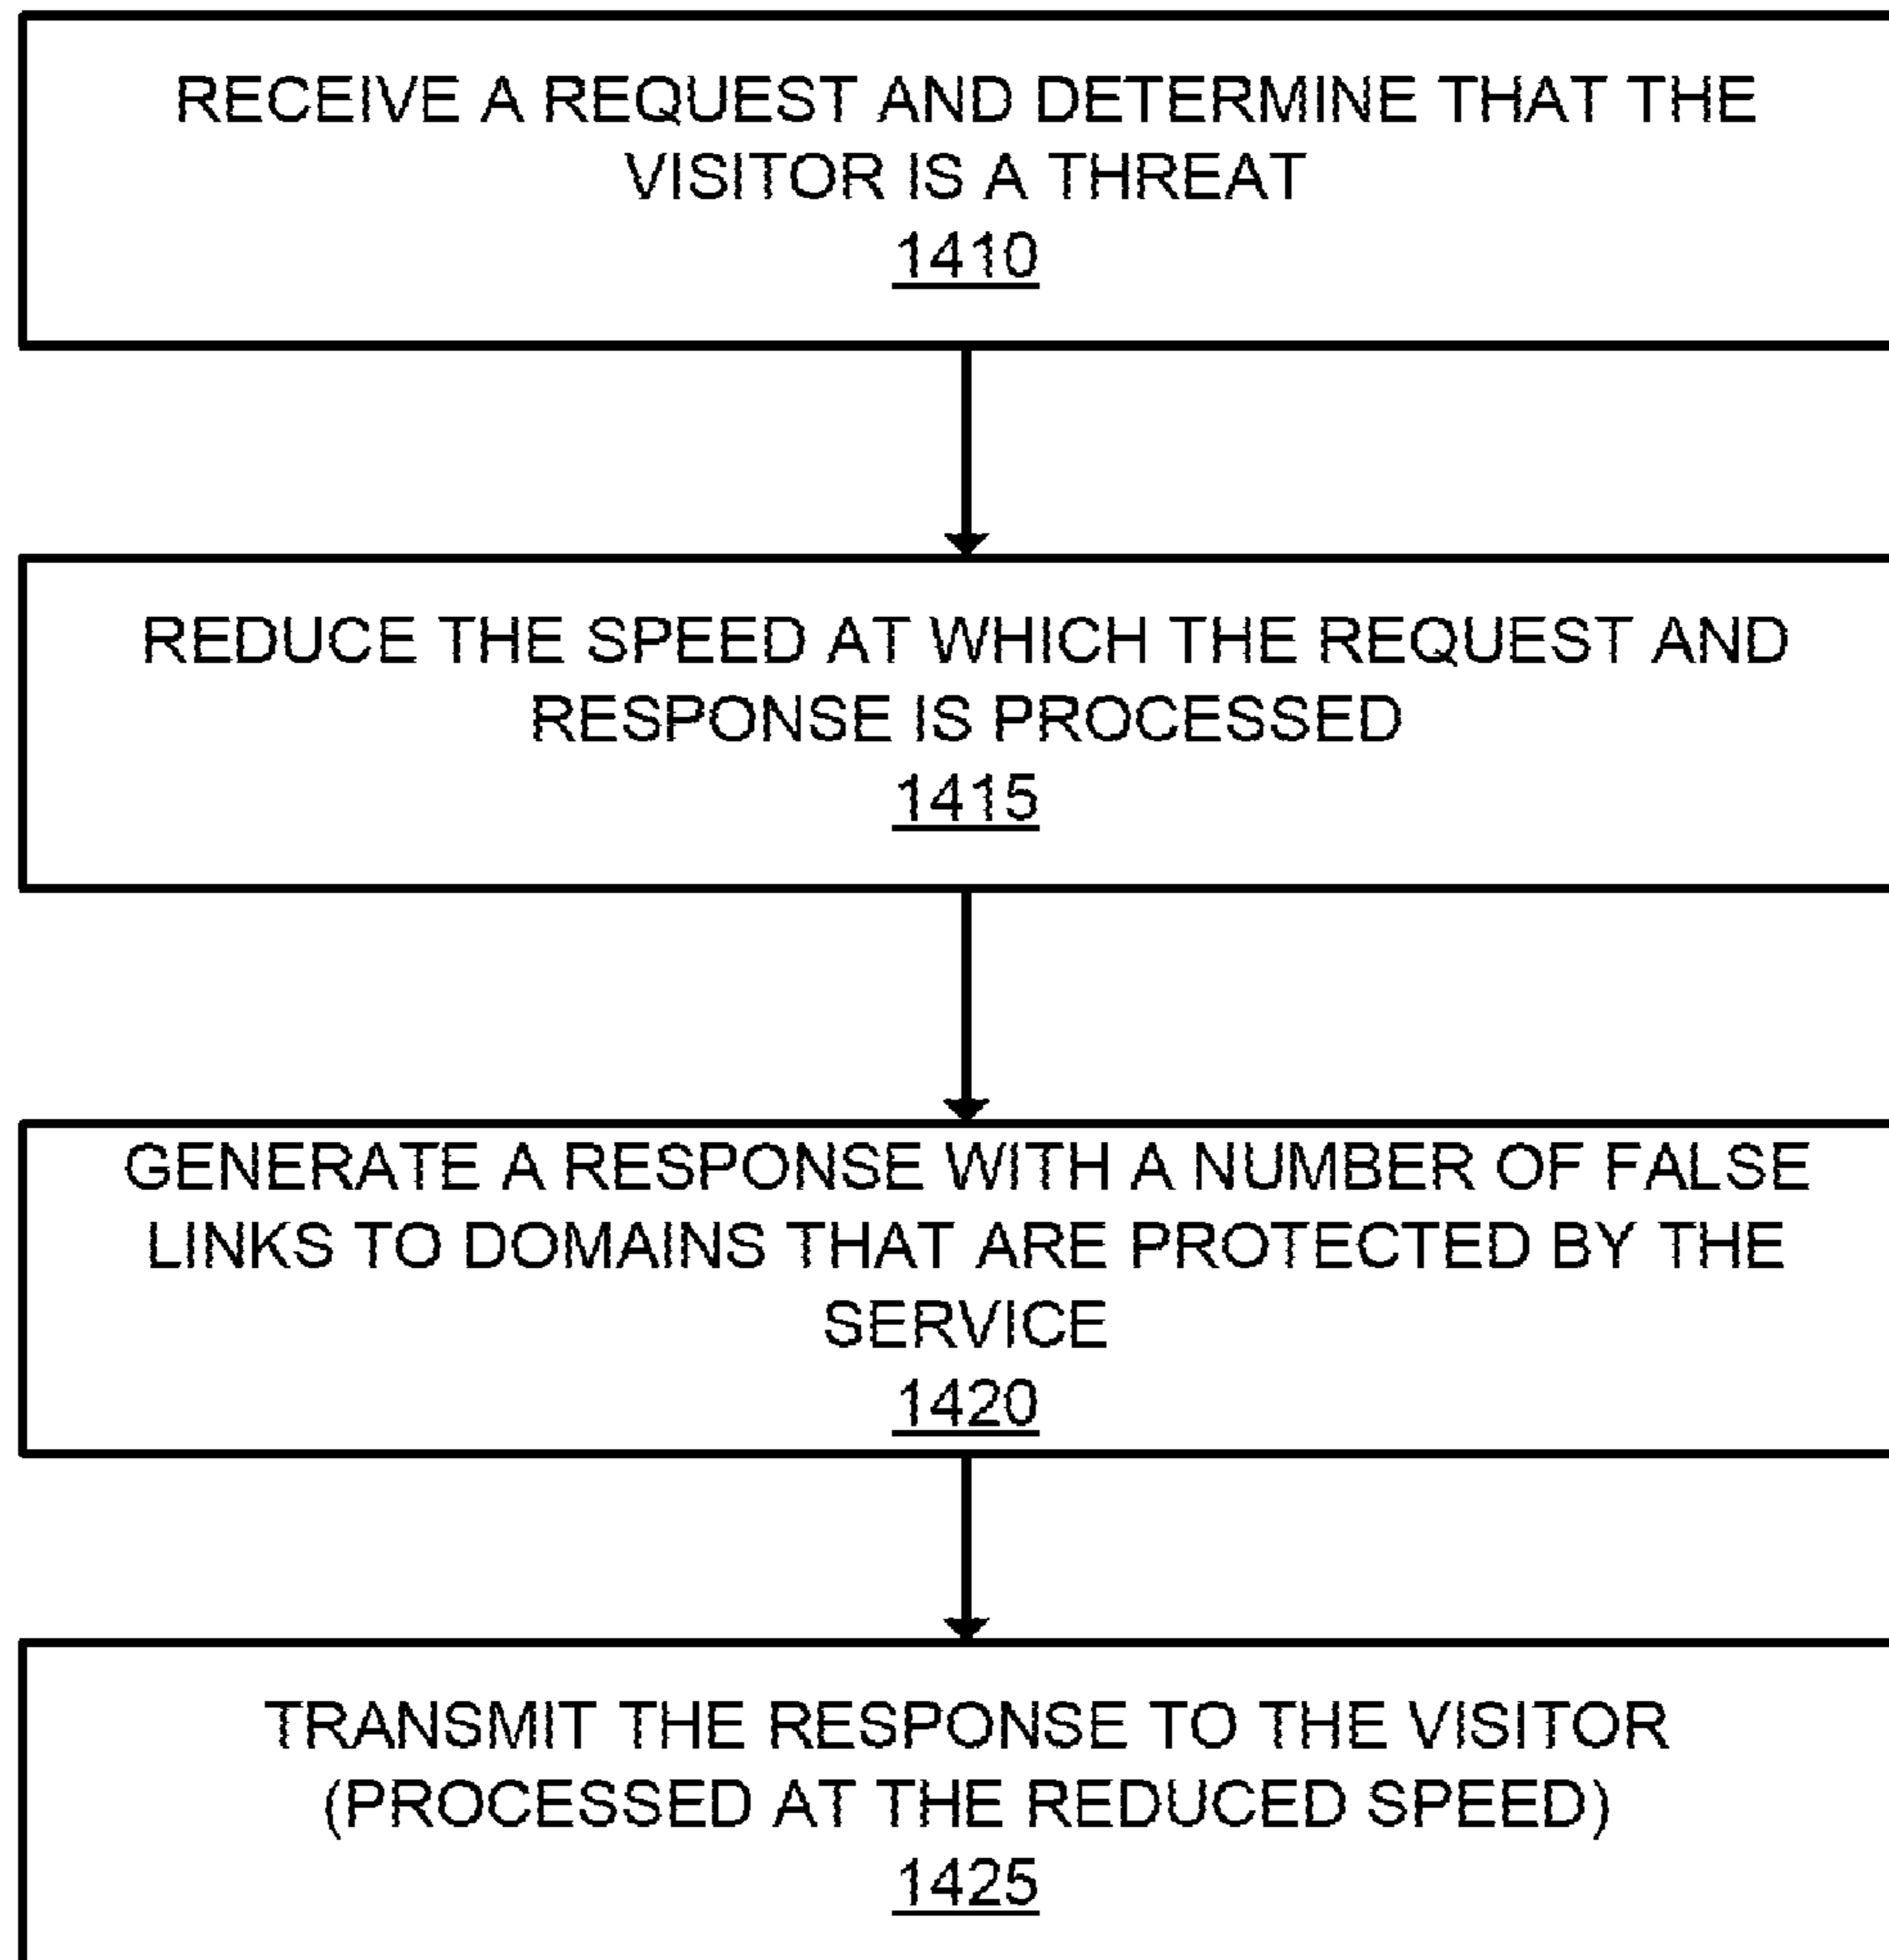 RECEIVE A REQUEST AND DETERMINE THAT THE
VISITOR IS A THREAT
1410
REDUCE THE SPEED AT WHICH THE REQUEST AND
RESPONSE IS PROCESSED
1415
GENERATE A RESPONSE WITH A NUMBER OF FALSE
LINKS TO DOMAINS THAT ARE PROTECTED BY THE
SERVICE
1420
TRANSMIT THE RESPONSE TO THE VISITOR
(PROCESSED AT THE REDUCED SPEED)
1425